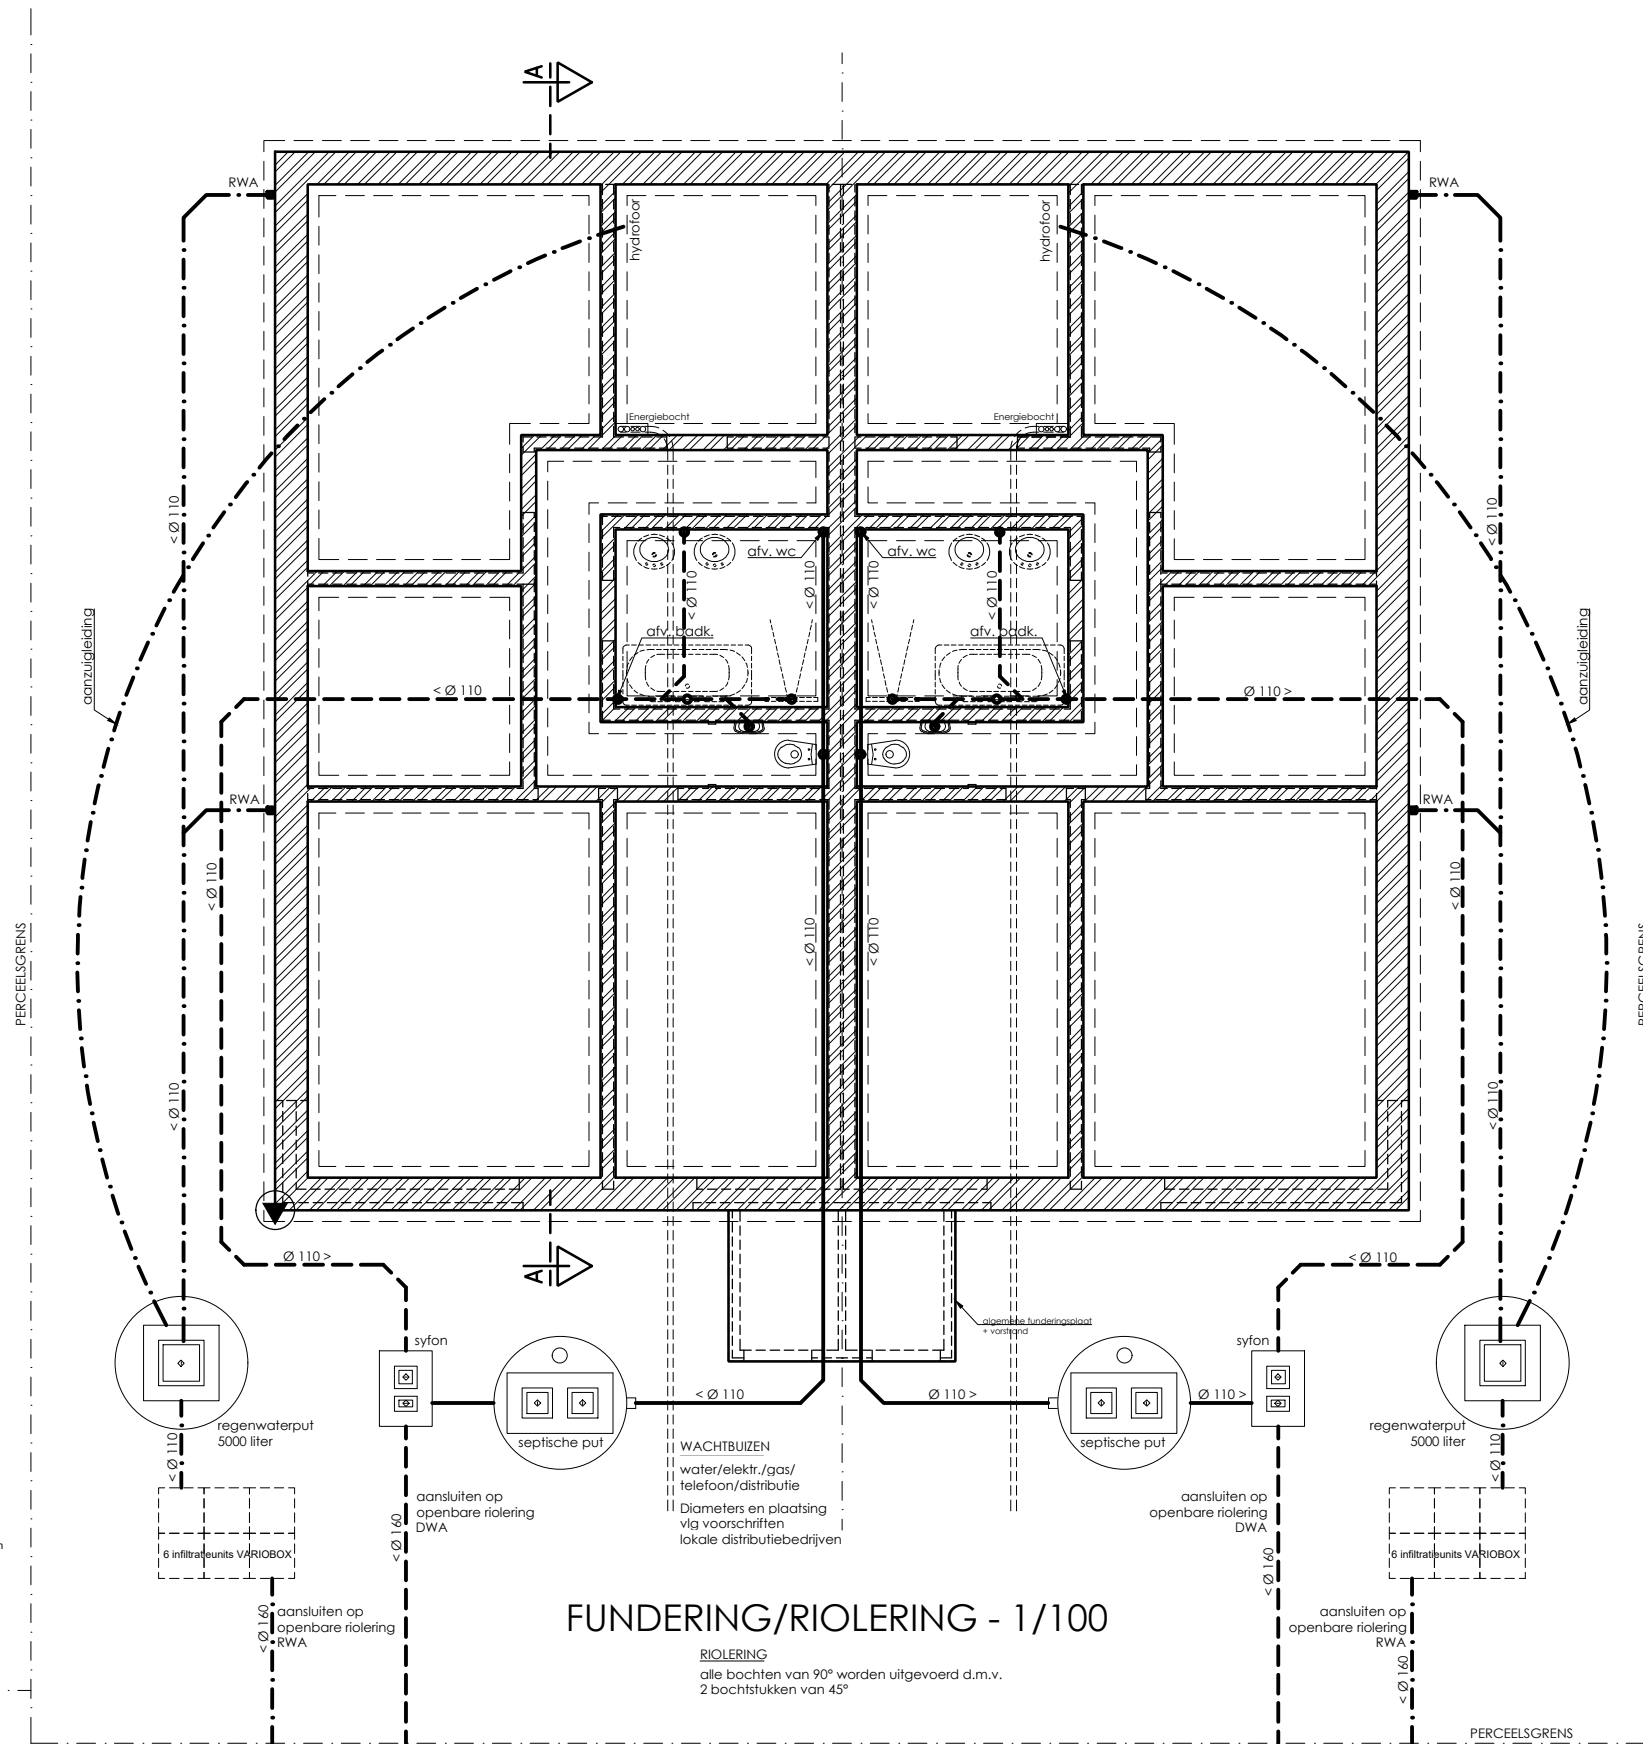 A
RWA
RWA
hydrofoor
hydrofoor
Energiebocht
Energiebocht
< Ø 110
< Ø 110
afv. wc
afv. wc
< Ø 110
< Ø 110
< Ø 110
< Ø 110
aanzuigleiding
aanzuigleiding
afv. badk.
afv. badk.
< Ø 110
Ø 110 >
RWA
RWA
< Ø 110
< Ø 110
PERCEELSGRENS
< Ø 110
< Ø 110
PERCEELSGRENS
< Ø 110
< Ø 110
Ø 110 >
A
< Ø 110
algemene funderingsplaat
+ vorstrand
syfon
syfon
< Ø 110
Ø 110 >
Ø 110 >
regenwaterput
5000 liter
regenwaterput
5000 liter
septische put
septische put
< Ø 110
< Ø 110
WACHTBUIZEN
water/elektr./gas/
telefoon/distributie
Diameters en plaatsing
vlg voorschriften
lokale distributiebedrijven
aansluiten op
openbare riolering
DWA
aansluiten op
openbare riolering
DWA
< Ø 160
< Ø 160
6 infiltratieunits VARIOBOX
6 infiltratieunits VARIOBOX
aansluiten op
openbare riolering
RWA
aansluiten op
openbare riolering
RWA
< Ø 160
< Ø 160
FUNDERING/RIOLERING - 1/100
RIOLERING
alle bochten van 90° worden uitgevoerd d.m.v.
2 bochtstukken van 45°
PERCEELSGRENS